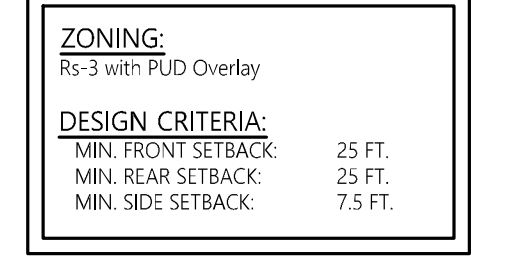 ZONING:
Rs-3 with PUD Overlay
DESIGN CRITERIA:
MIN. FRONT SETBACK: 25 FT.
MIN. REAR SETBACK: 25 FT.
MIN. SIDE SETBACK: 7.5 FT.